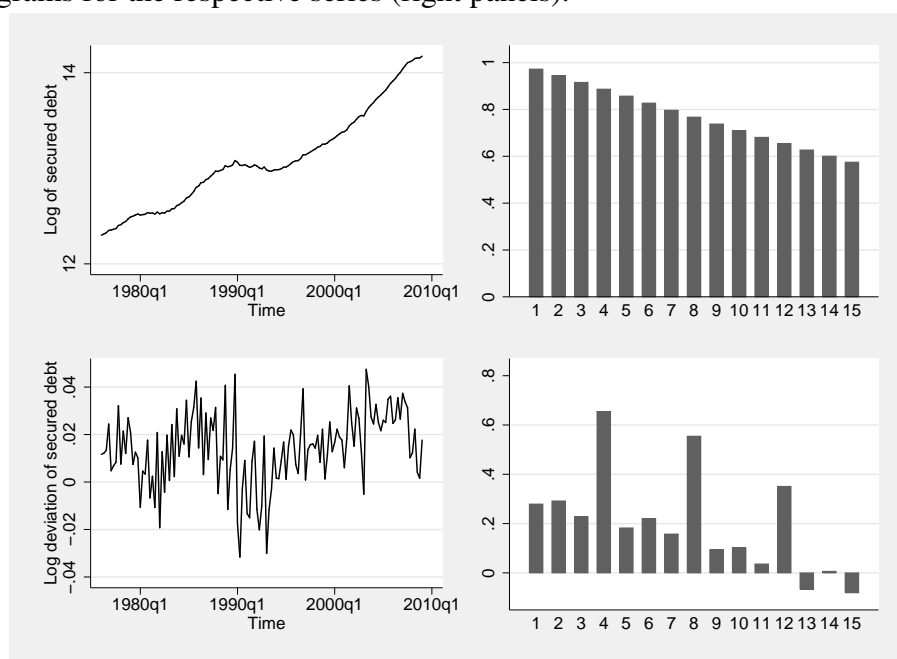 grams for the respective series (right panels).
Log of secured debt
14
12
1980q1 1990q1 2000q1 2010q1
Time
1
.8
.6
.4
.2
0
1 2 3 4 5 6 7 8 9 10 11 12 13 14 15
Log deviation of secured debt
.04
.02
0
-.02
-.04
1980q1 1990q1 2000q1 2010q1
Time
.8
.6
.4
.2
0
1 2 3 4 5 6 7 8 9 10 11 12 13 14 15